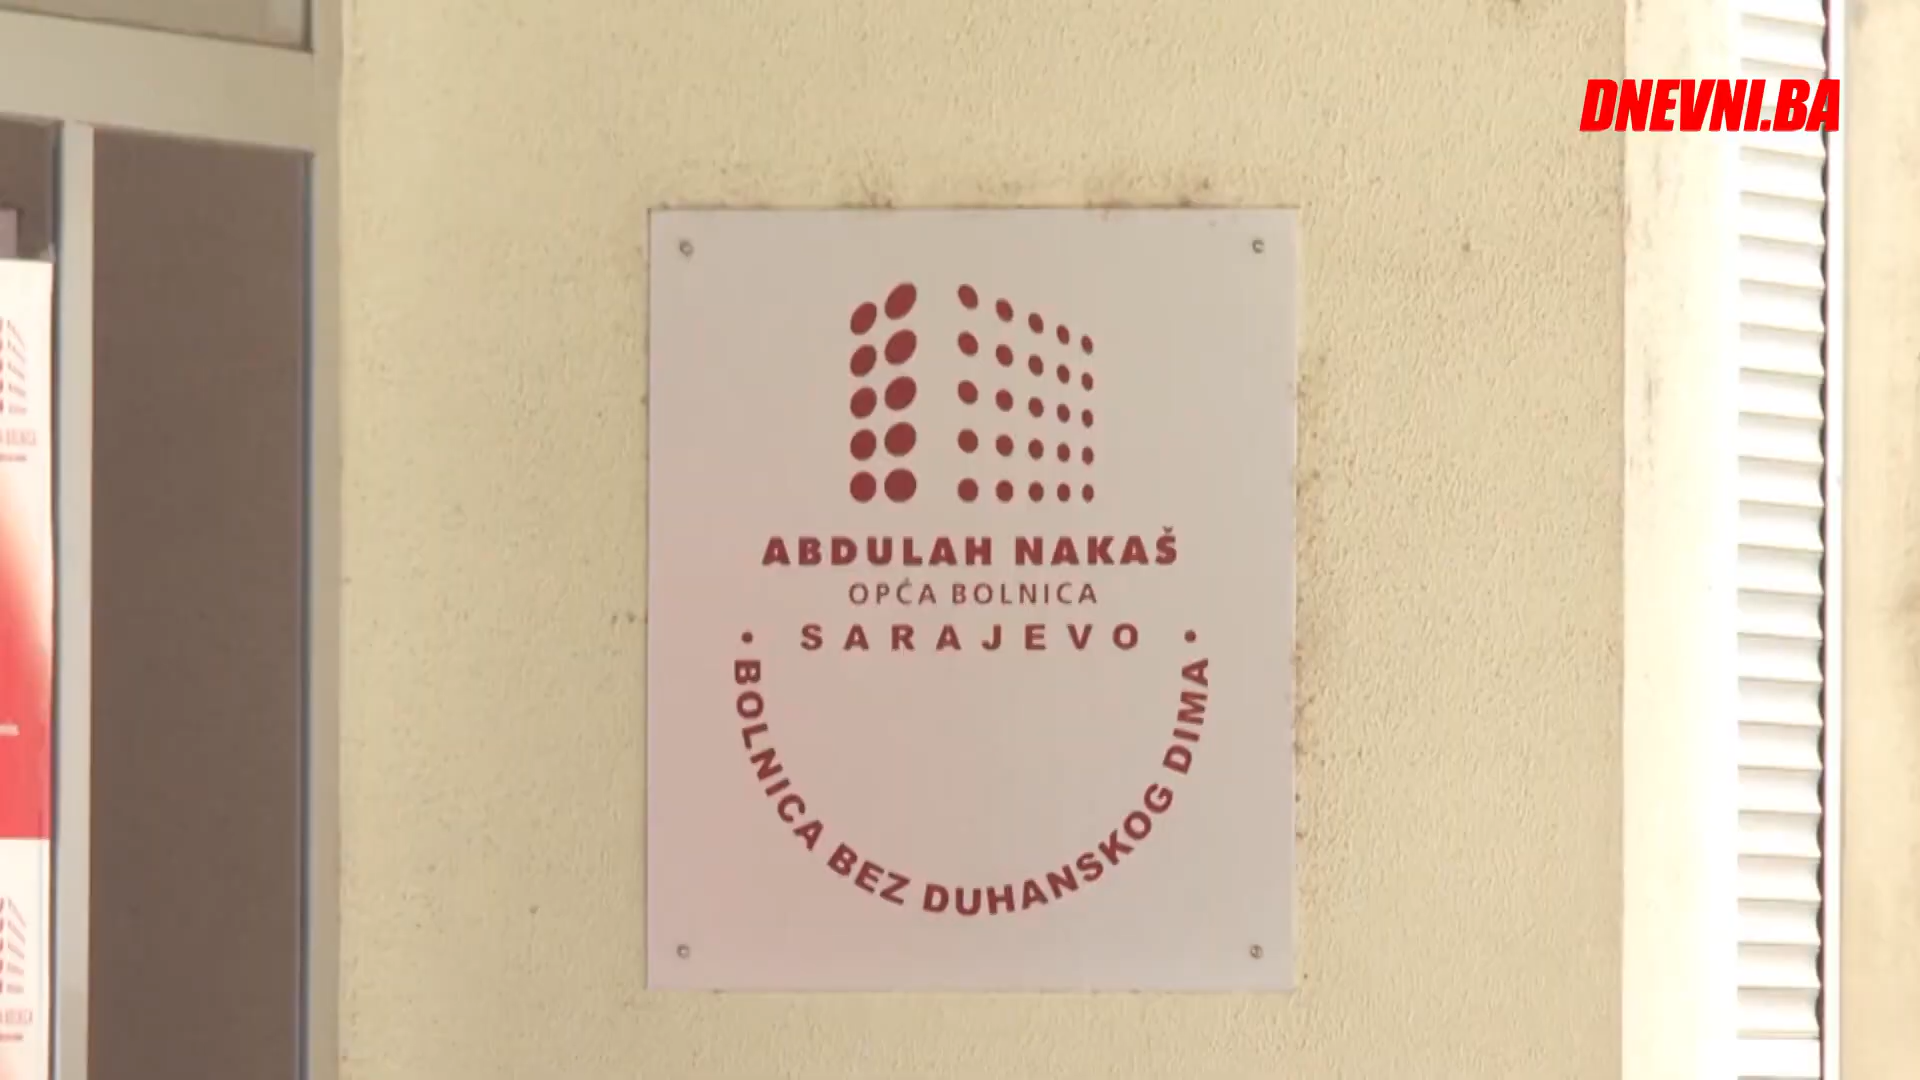 DNEVNI.BA
ABDULAH NAKAŠ
OPĆA BOLNICA
• SARAJEVO •
BOLNICA BEZ DUHANSKOG DIMA